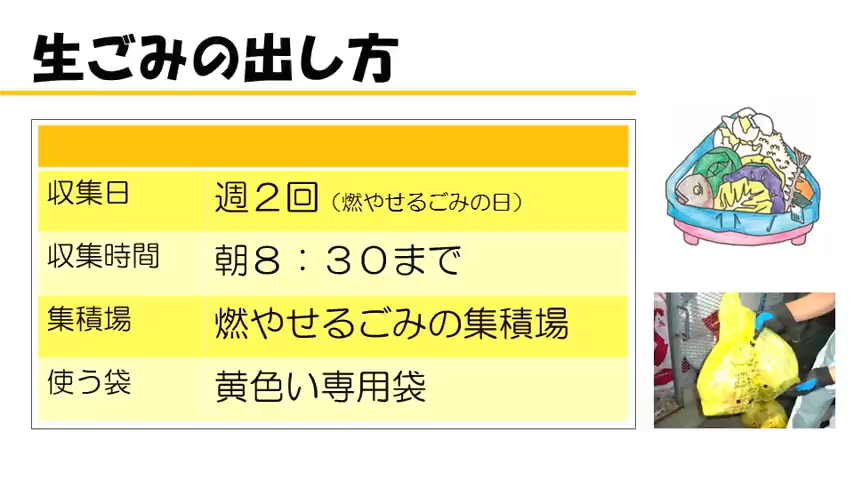 生ごみの出し方
収集日 週２回（燃やせるごみの日）
収集時間 朝８：３０まで
集積場 燃やせるごみの集積場
使う袋 黄色い専用袋